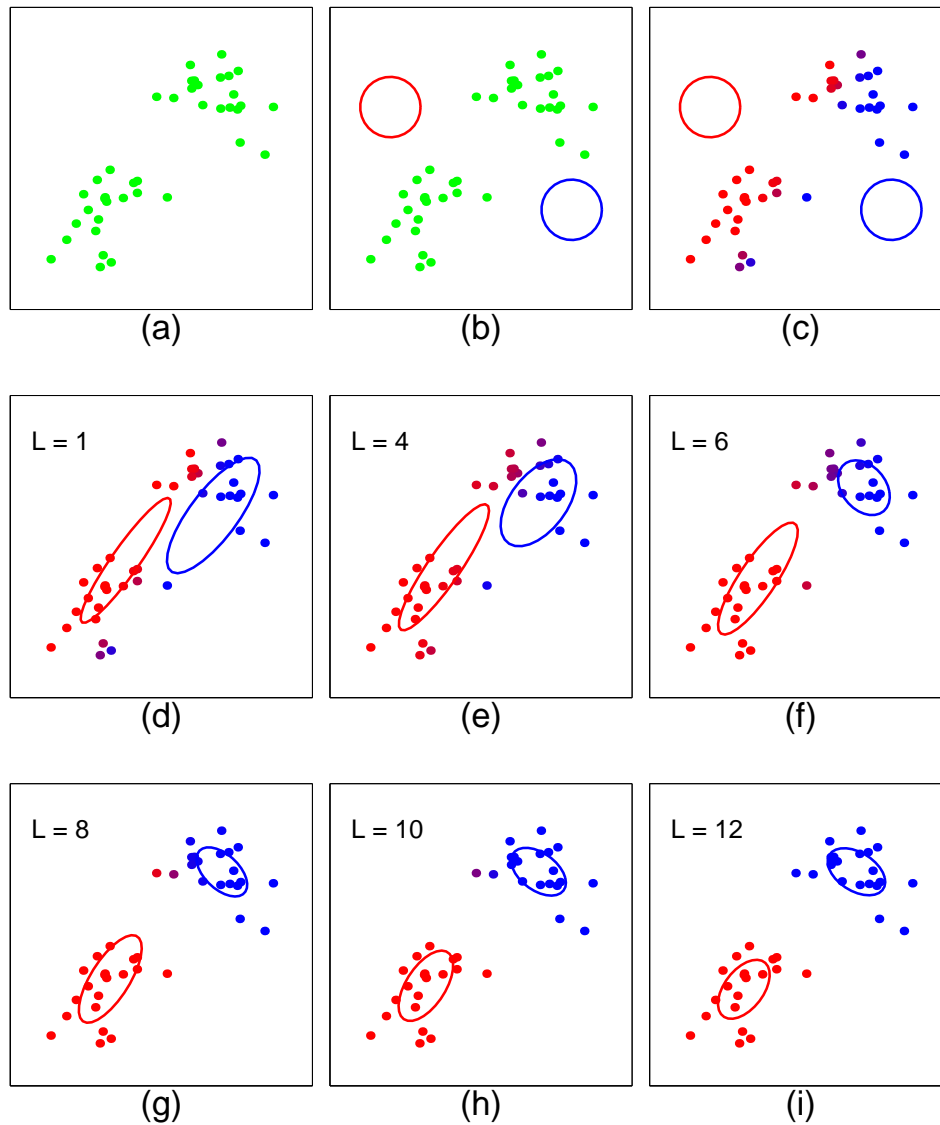 (a) (b) (c)
L = 1 L = 4 L = 6
(d) (e) (f)
L = 8 L = 10 L = 12
(g) (h) (i)